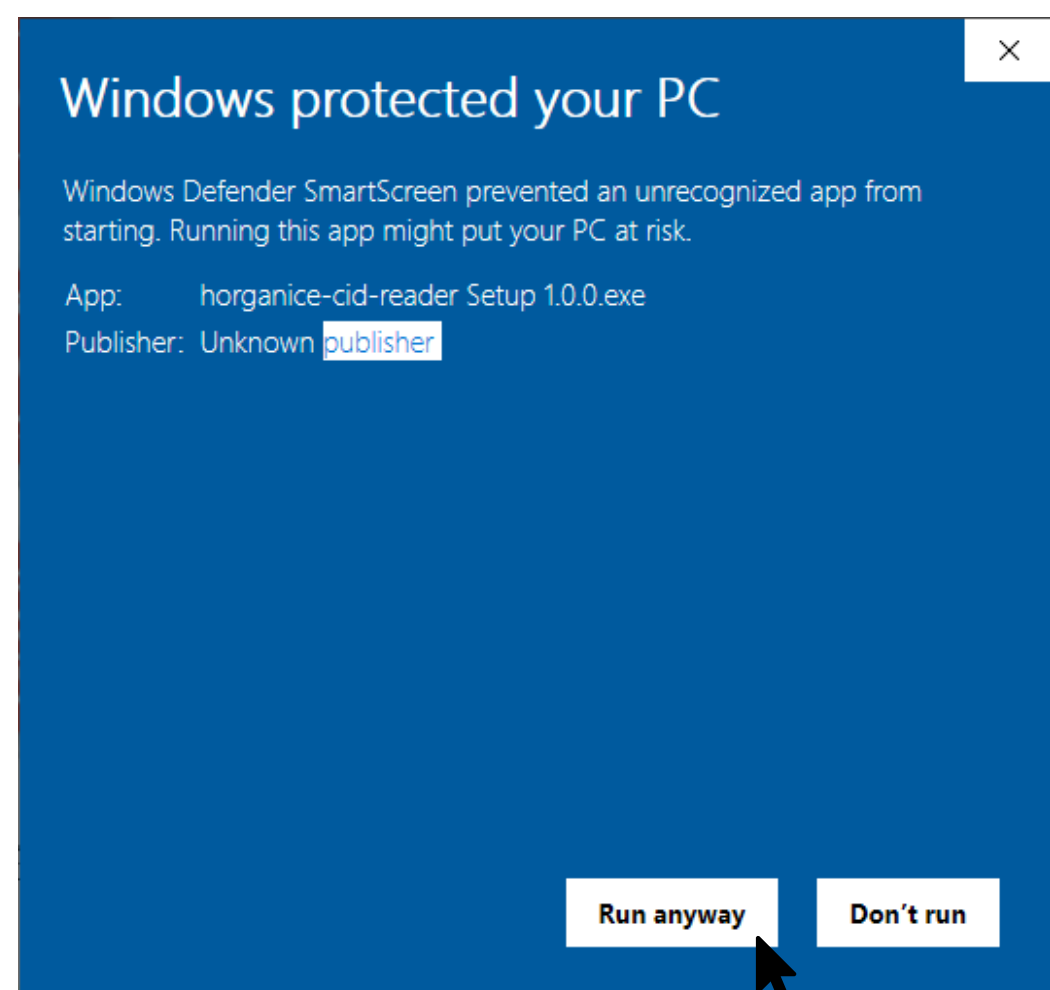 Windows protected your PC
Windows Defender SmartScreen prevented an unrecognized app from
starting. Running this app might put your PC at risk.
App: horganice-cid-reader Setup 1.0.0.exe
Publisher: Unknown publisher
Run anyway Don't run